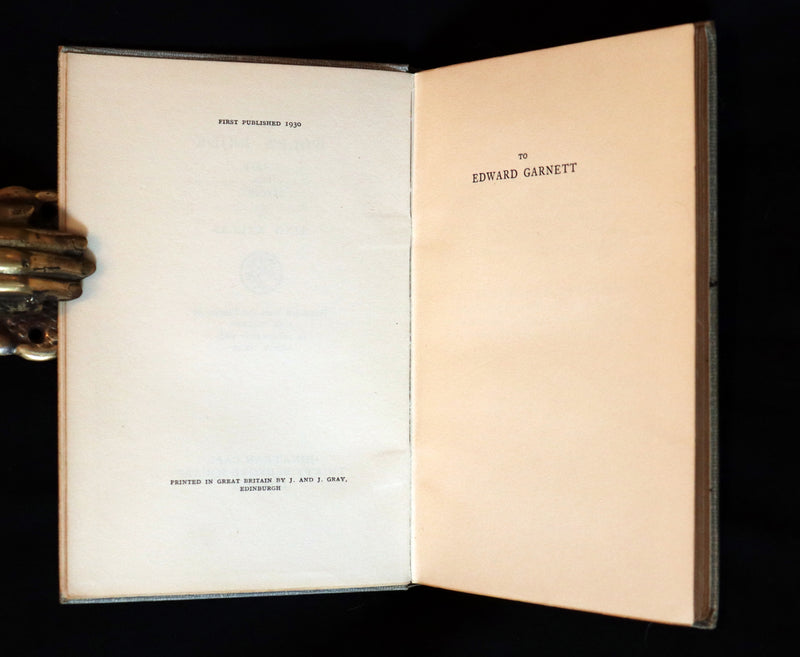 FIRST PUBLISHED 1930
PRINTED IN GREAT BRITAIN BY J. AND J. GRAY,
EDINBURGH
TO
EDWARD GARNETT